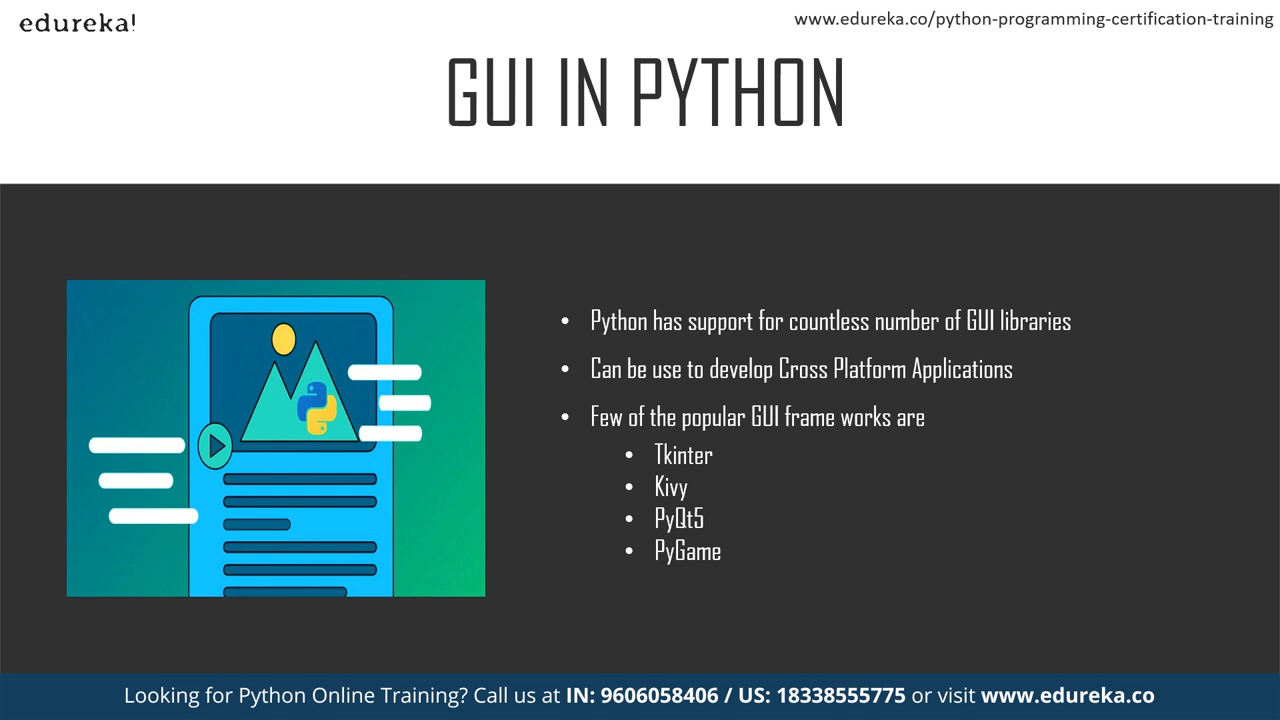 edureka!
www.edureka.co/python-programming-certification-training
GUI IN PYTHON
• Python has support for countless number of GUI libraries
• Can be use to develop Cross Platform Applications
• Few of the popular GUI frame works are
• Tkinter
• Kivy
• PyQt5
• PyGame
Looking for Python Online Training? Call us at IN: 9606058406 / US: 18338555775 or visit www.edureka.co